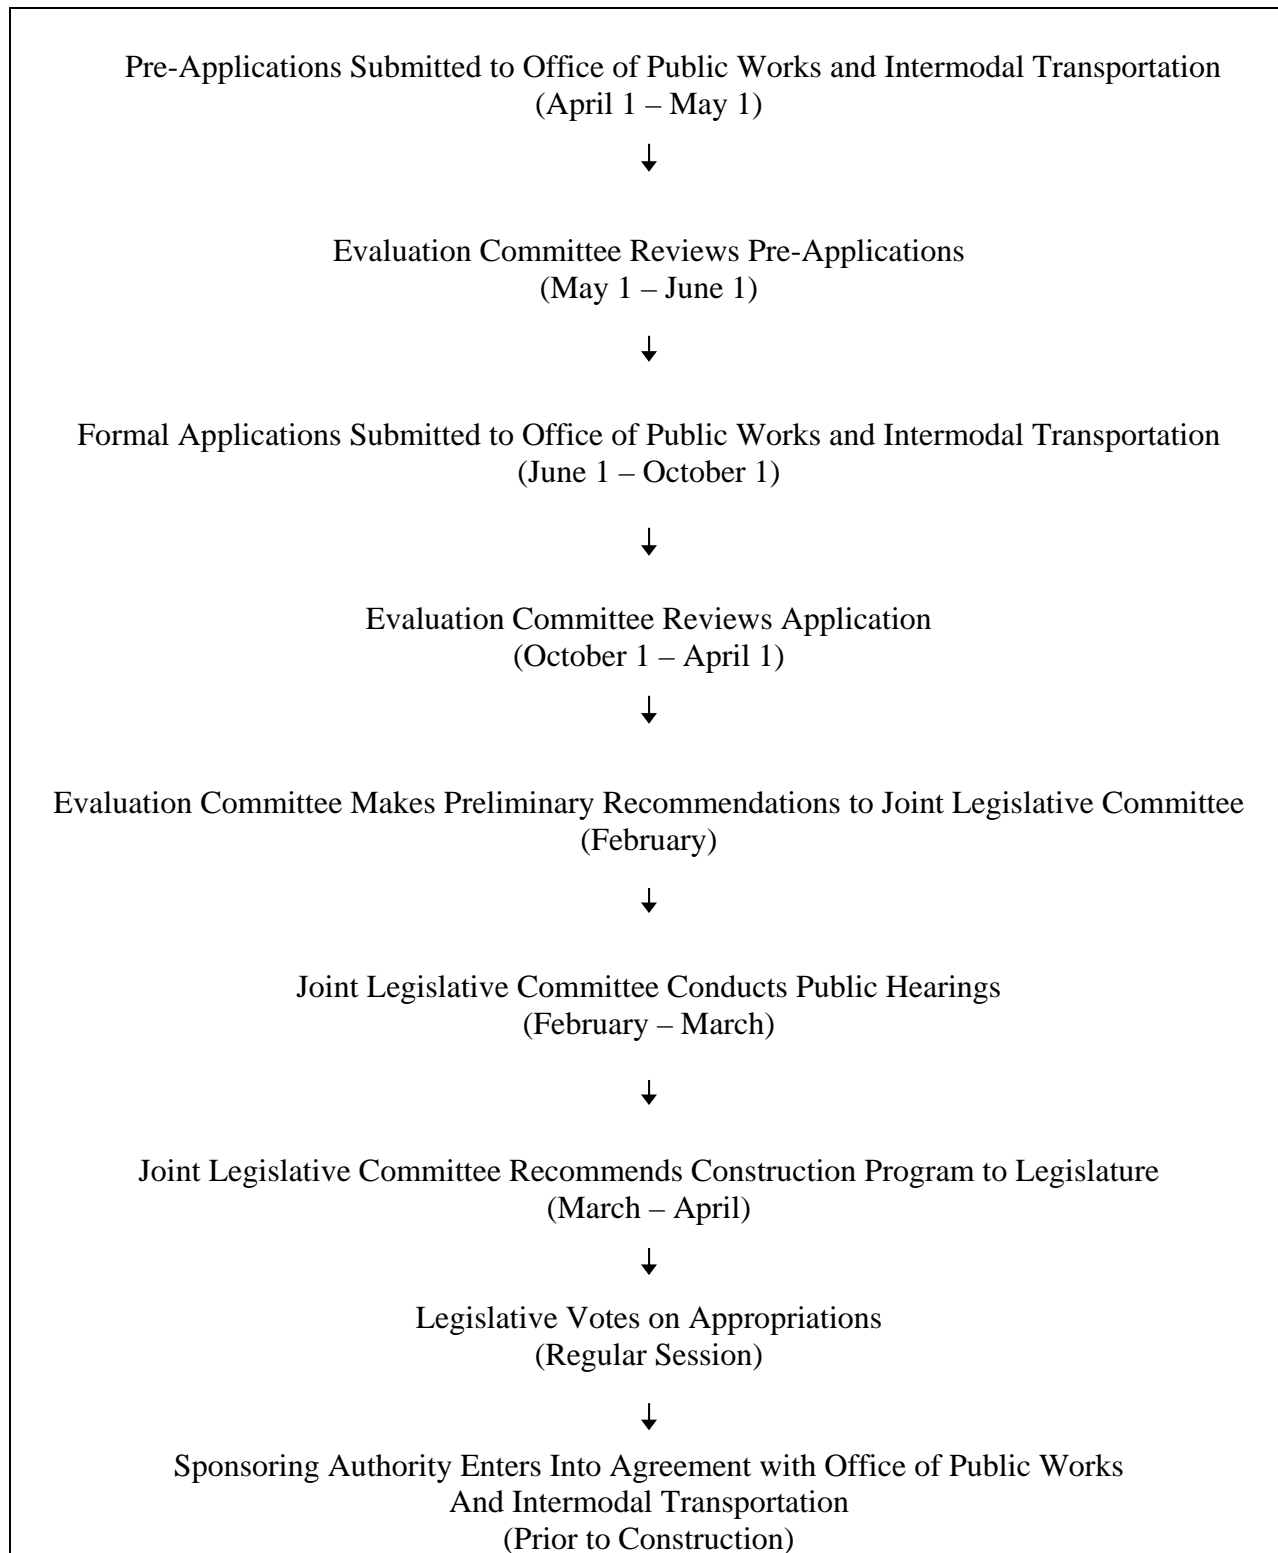 Pre-Applications Submitted to Office of Public Works and Intermodal Transportation
(April 1 – May 1)
Evaluation Committee Reviews Pre-Applications
(May 1 – June 1)
Formal Applications Submitted to Office of Public Works and Intermodal Transportation
(June 1 – October 1)
Evaluation Committee Reviews Application
(October 1 – April 1)
Evaluation Committee Makes Preliminary Recommendations to Joint Legislative Committee
(February)
Joint Legislative Committee Conducts Public Hearings
(February – March)
Joint Legislative Committee Recommends Construction Program to Legislature
(March – April)
Legislative Votes on Appropriations
(Regular Session)
Sponsoring Authority Enters Into Agreement with Office of Public Works
And Intermodal Transportation
(Prior to Construction)